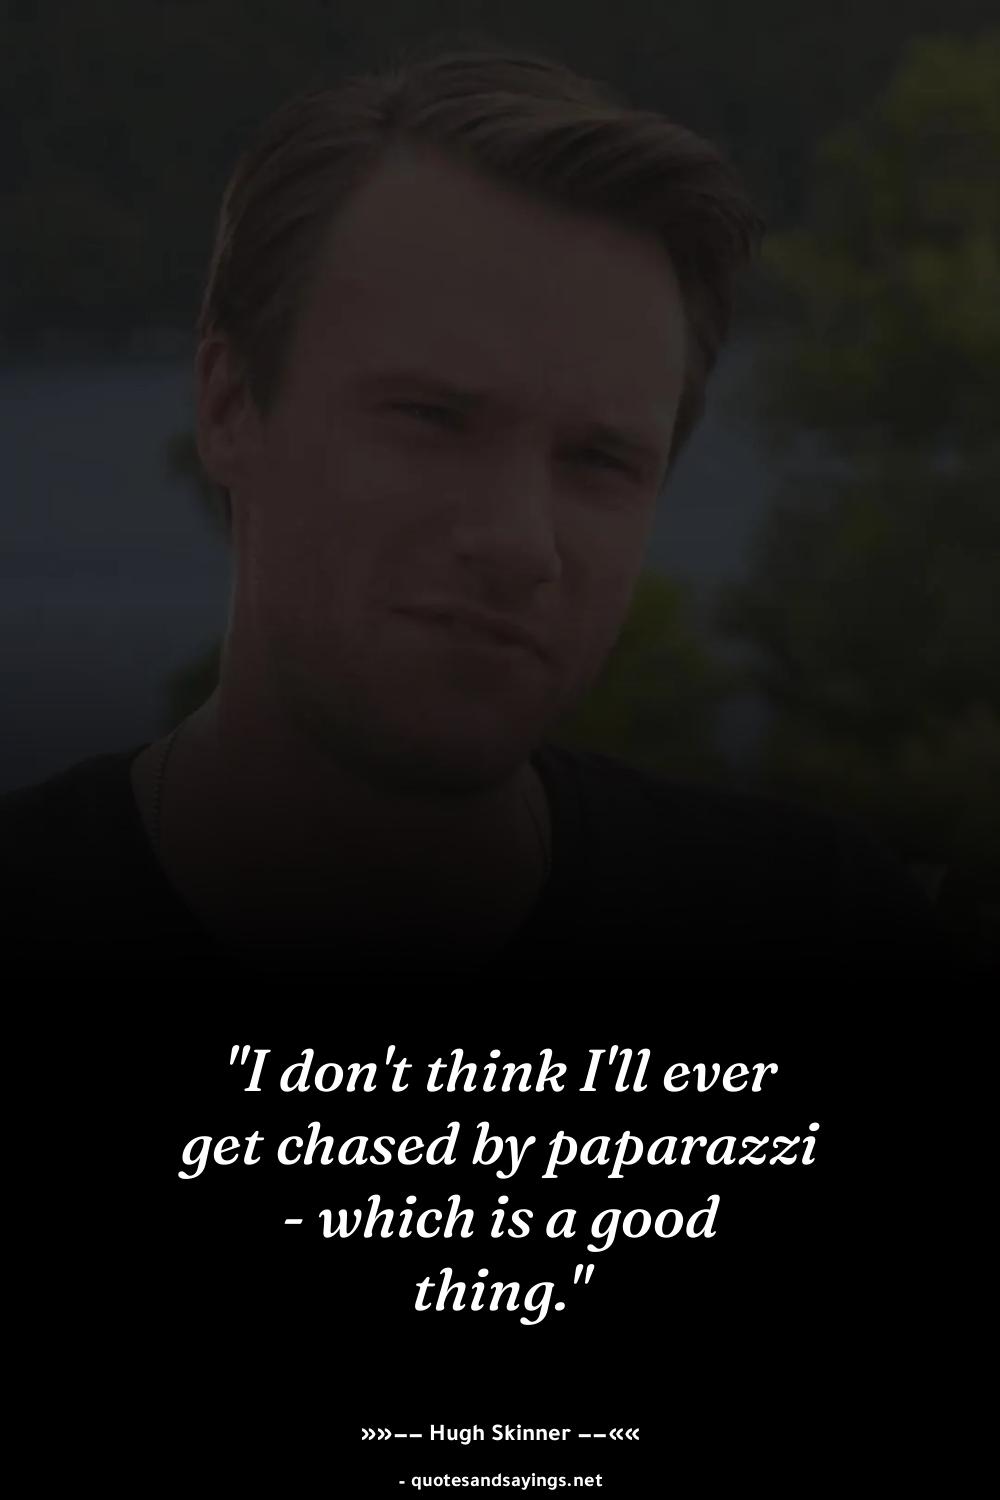 "I don't think I'll ever
get chased by paparazzi
- which is a good
thing."
»»−− Hugh Skinner −−««
- quotesandsayings.net